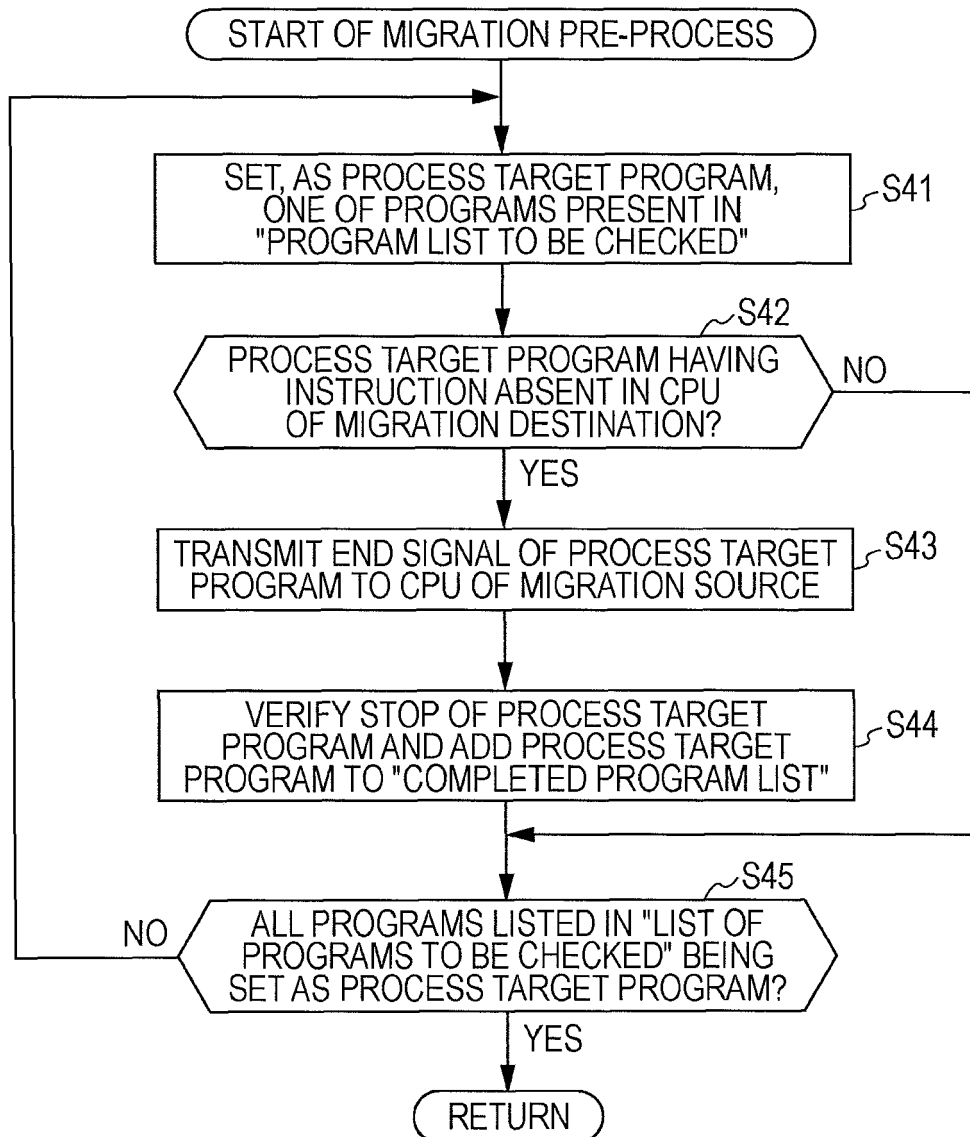 START OF MIGRATION PRE-PROCESS
SET, AS PROCESS TARGET PROGRAM,
ONE OF PROGRAMS PRESENT IN
"PROGRAM LIST TO BE CHECKED"
S41
S42
PROCESS TARGET PROGRAM HAVING
INSTRUCTION ABSENT IN CPU
OF MIGRATION DESTINATION?
NO
YES
TRANSMIT END SIGNAL OF PROCESS TARGET
PROGRAM TO CPU OF MIGRATION SOURCE
S43
VERIFY STOP OF PROCESS TARGET
PROGRAM AND ADD PROCESS TARGET
PROGRAM TO "COMPLETED PROGRAM LIST"
S44
S45
NO
ALL PROGRAMS LISTED IN "LIST OF
PROGRAMS TO BE CHECKED" BEING
SET AS PROCESS TARGET PROGRAM?
YES
RETURN